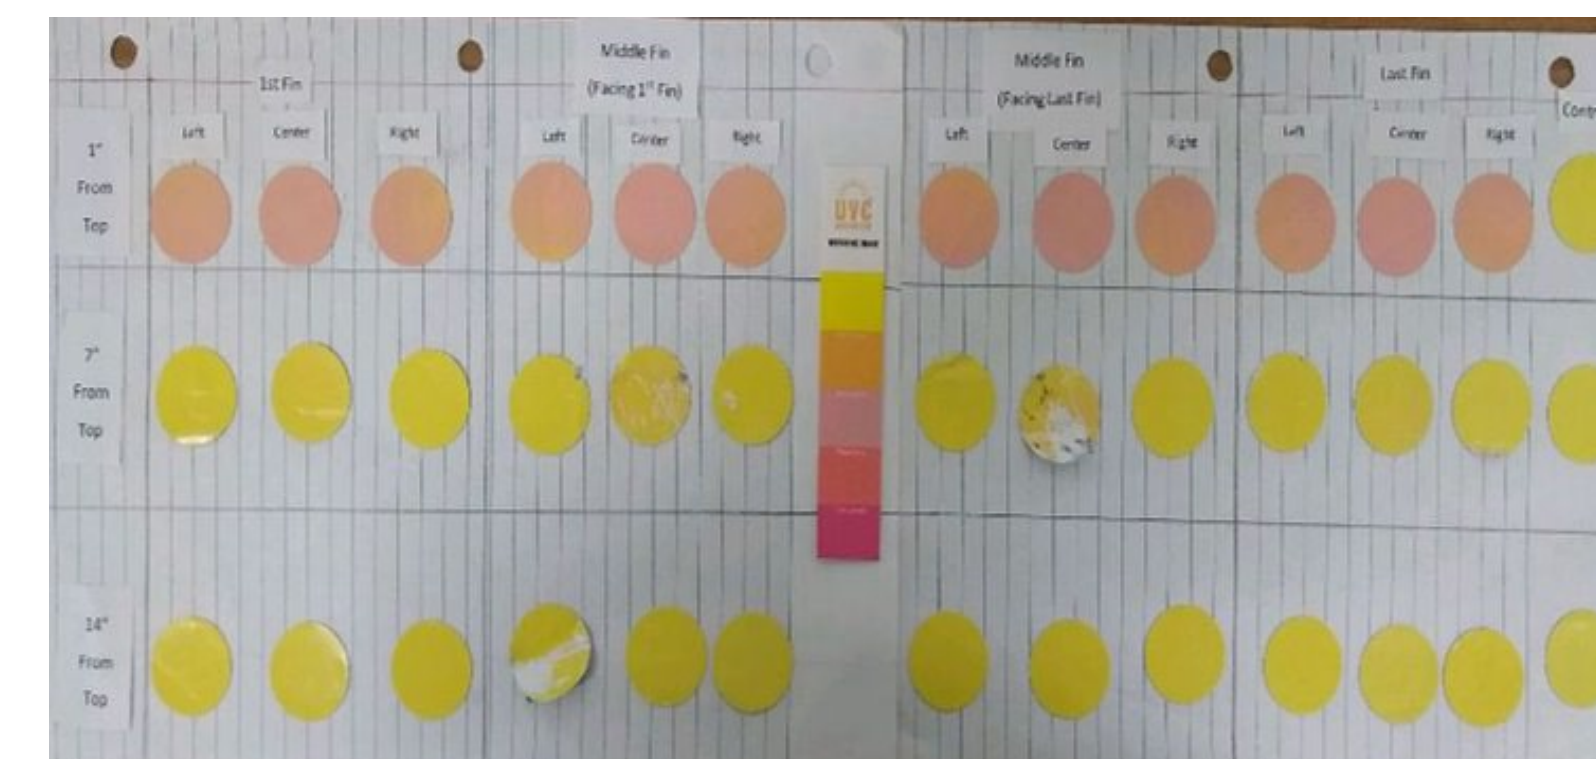 1st Fin
Middle Fin
(Facing 1st Fin)
Middle Fin
(Facing Last Fin)
Last Fin
Left
Center
Right
Left
Center
Right
Left
Center
Right
Left
Center
Right
1"
From
Top
UVC
7"
From
Top
14"
From
Top